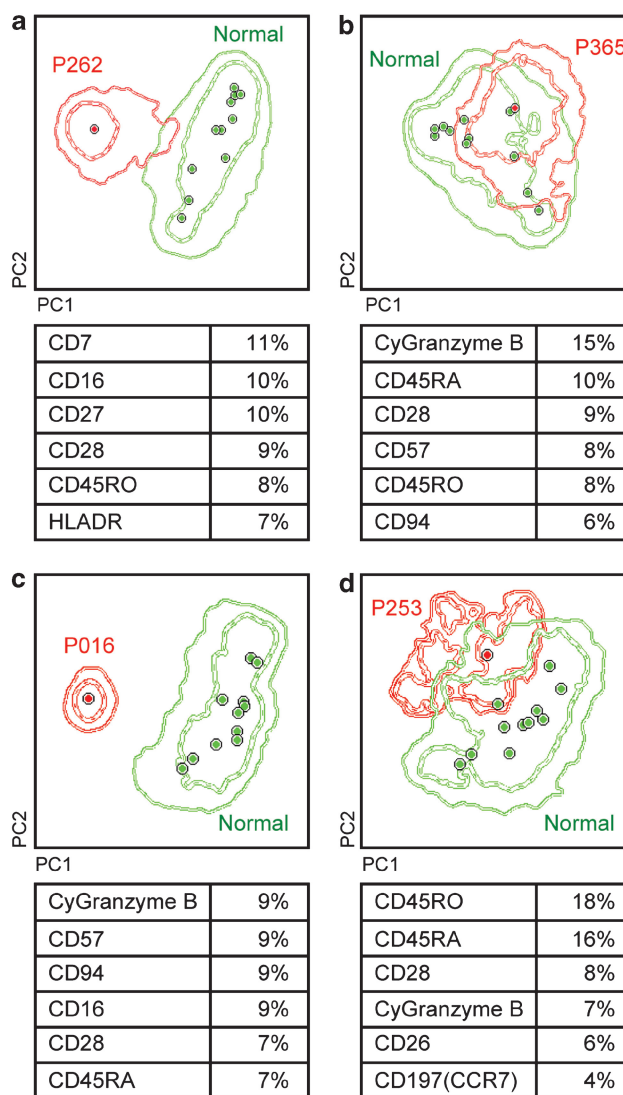 a
Normal
P262
PC2
PC1
CD7 11%
CD16 10%
CD27 10%
CD28 9%
CD45RO 8%
HLADR 7%
b
P365
Normal
PC2
PC1
CyGranzyme B 15%
CD45RA 10%
CD28 9%
CD57 8%
CD45RO 8%
CD94 6%
c
P016
Normal
PC2
PC1
CyGranzyme B 9%
CD57 9%
CD94 9%
CD16 9%
CD28 7%
CD45RA 7%
d
P253
Normal
PC2
PC1
CD45RO 18%
CD45RA 16%
CD28 8%
CyGranzyme B 7%
CD26 6%
CD197(CCR7) 4%